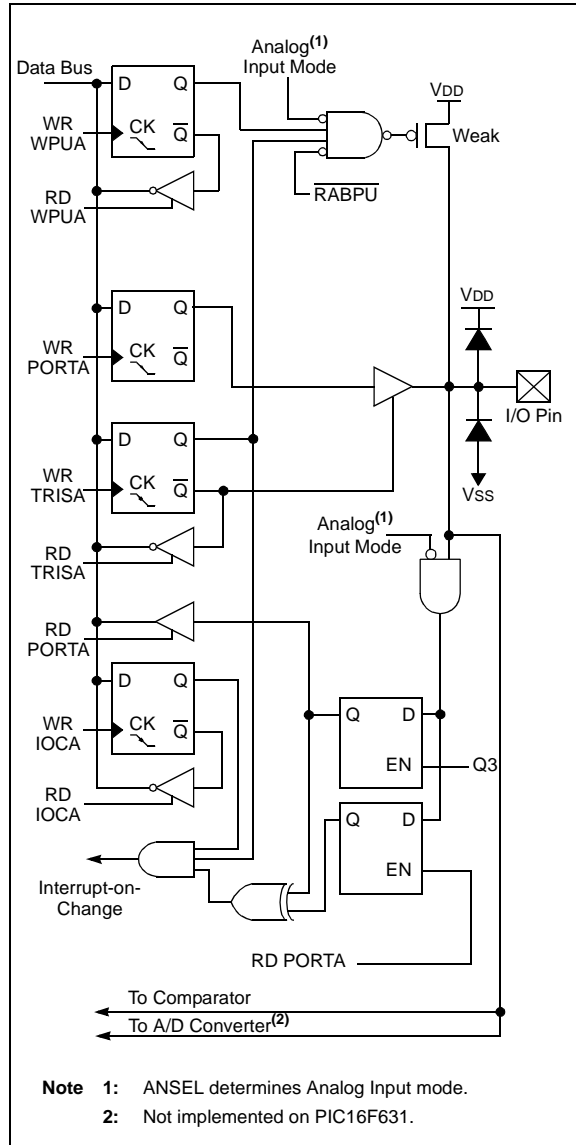 Analog(1)
Input Mode
Data Bus
D Q
VDD
WR
WPUA
CK Q
Weak
RD
WPUA
RABPU
D Q
VDD
WR
PORTA
CK Q
I/O Pin
D Q
WR
TRISA
CK Q
VSS
Analog(1)
Input Mode
RD
TRISA
RD
PORTA
D Q
Q D
WR
IOCA
CK Q
EN
Q3
RD
IOCA
Q D
EN
Interrupt-on-
Change
RD PORTA
To Comparator
To A/D Converter(2)
Note 1: ANSEL determines Analog Input mode.
2: Not implemented on PIC16F631.